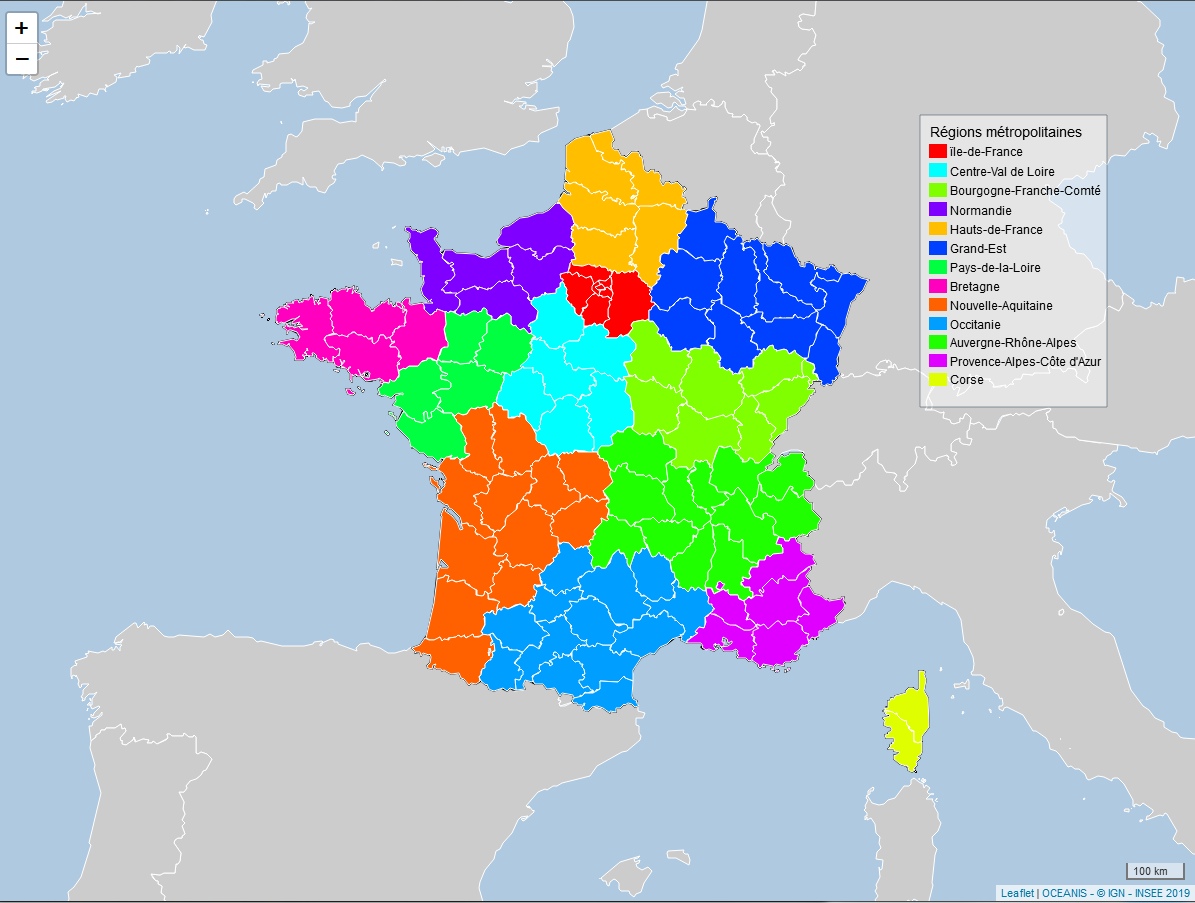 +
−
Régions métropolitaines
île-de-France
Centre-Val de Loire
Bourgogne-Franche-Comté
Normandie
Hauts-de-France
Grand-Est
Pays-de-la-Loire
Bretagne
Nouvelle-Aquitaine
Occitanie
Auvergne-Rhône-Alpes
Provence-Alpes-Côte d'Azur
Corse
100 km
Leaflet | OCEANIS - © IGN - INSEE 2019